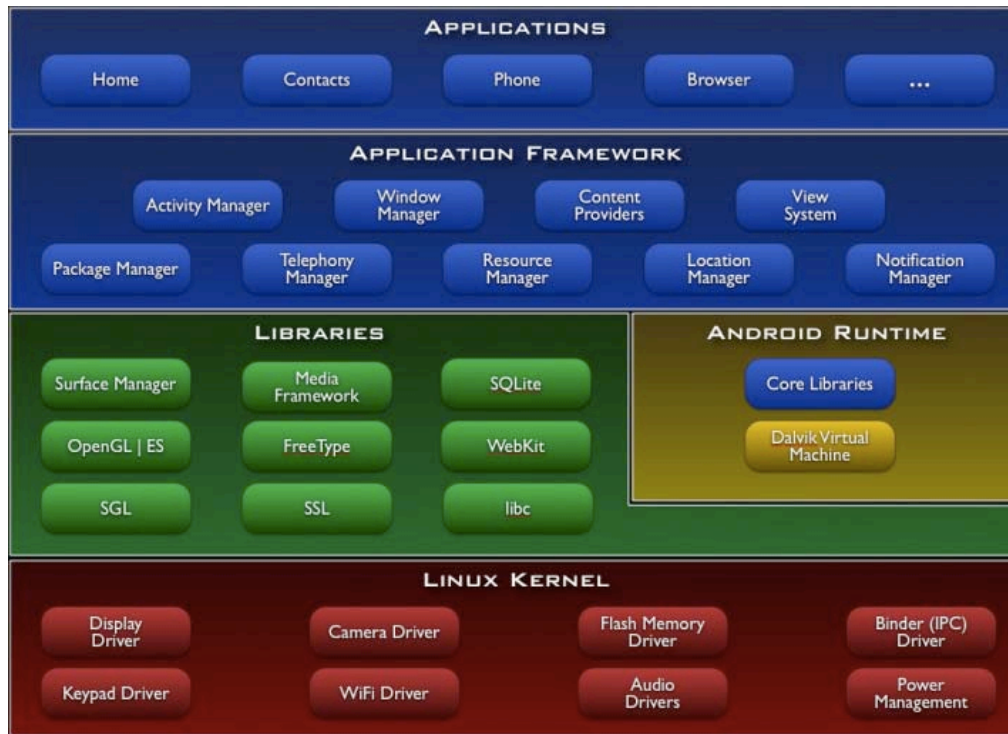 APPLICATIONS
Home Contacts Phone Browser ...
APPLICATION FRAMEWORK
Activity Manager
Window
Manager
Content
Providers
View
System
Package Manager
Telephony
Manager
Resource
Manager
Location
Manager
Notification
Manager
LIBRARIES
Surface Manager
Media
Framework
SQLite
OpenGL | ES
FreeType
WebKit
SGL
SSL
libc
ANDROID RUNTIME
Core Libraries
Dalvik Virtual
Machine
LINUX KERNEL
Display
Driver
Camera Driver
Flash Memory
Driver
Binder (IPC)
Driver
Keypad Driver
WiFi Driver
Audio
Drivers
Power
Management